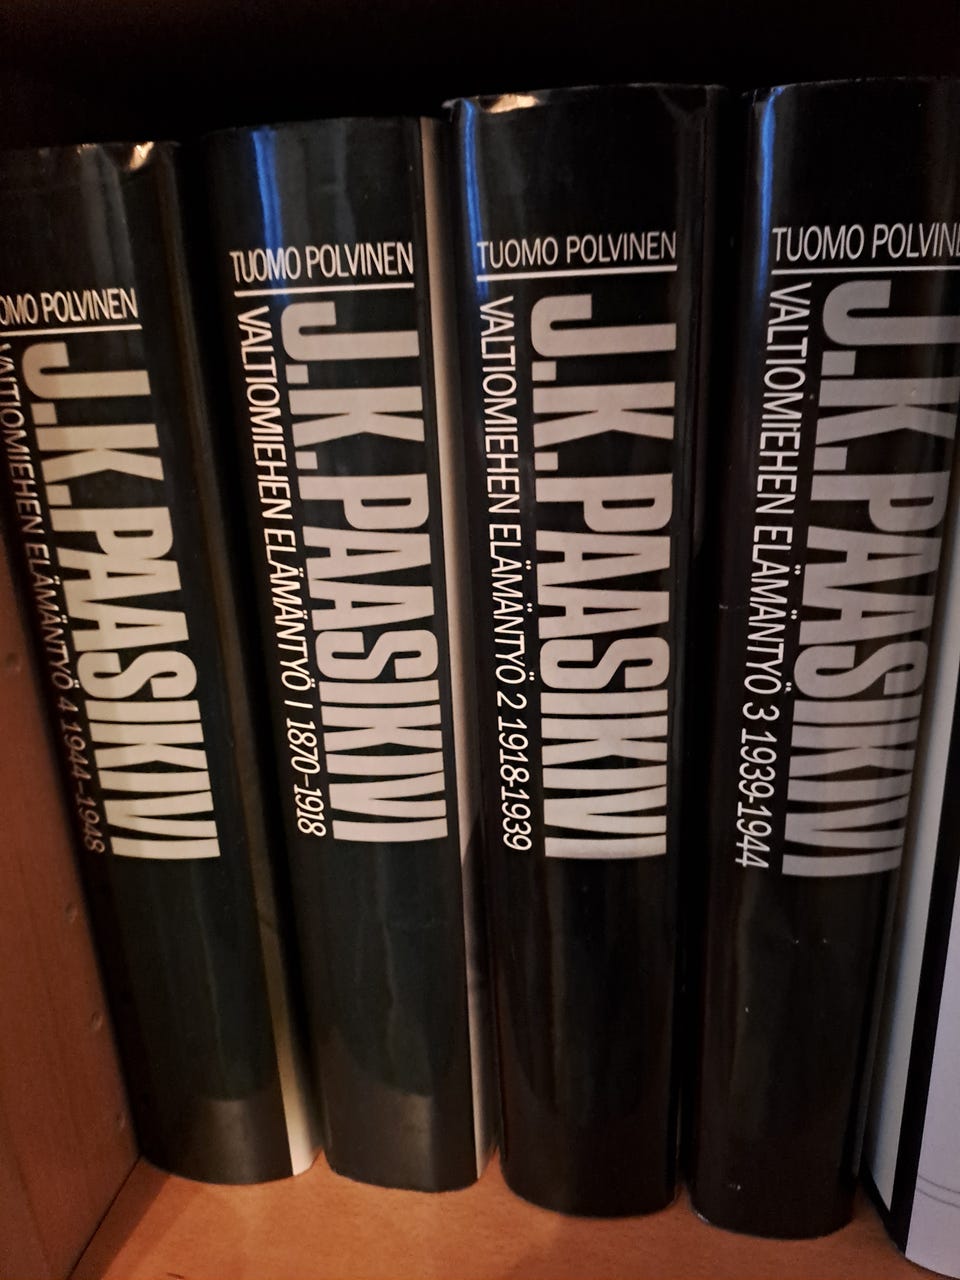 POLVINEN
J.K.PAASIKIVI
VALTIOMIEHEN ELÄMÄNTYÖ 4 1944-1948
TUOMO POLVINEN
J.K.PAASIKIVI
VALTIOMIEHEN ELÄMÄNTYÖ I 1870-1918
TUOMO POLVINEN
J.K.PAASIKIVI
VALTIOMIEHEN ELÄMÄNTYÖ 2 1918-1939
TUOMO POLVINEN
J.K.PAASIKIVI
VALTIOMIEHEN ELÄMÄNTYÖ 3 1939-1944